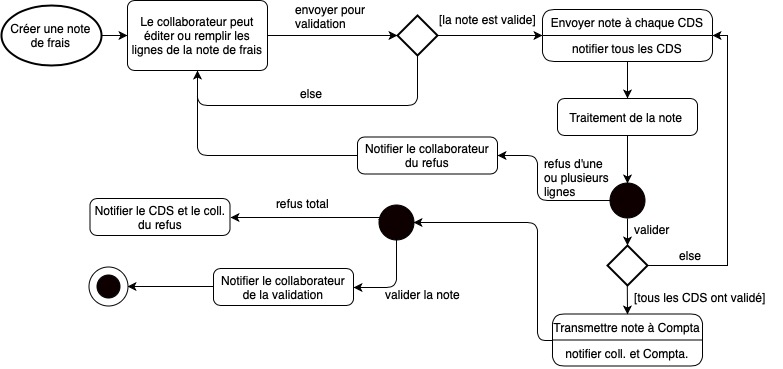 Créer une note
de frais
Le collaborateur peut
éditer ou remplir les
lignes de la note de frais
envoyer pour
validation
[la note est valide]
Envoyer note à chaque CDS
notifier tous les CDS
else
Traitement de la note
Notifier le collaborateur
du refus
refus d'une
ou plusieurs
lignes
Notifier le CDS et le coll.
du refus
refus total
valider
else
Notifier le collaborateur
de la validation
valider la note
[tous les CDS ont validé]
Transmettre note à Compta
notifier coll. et Compta.